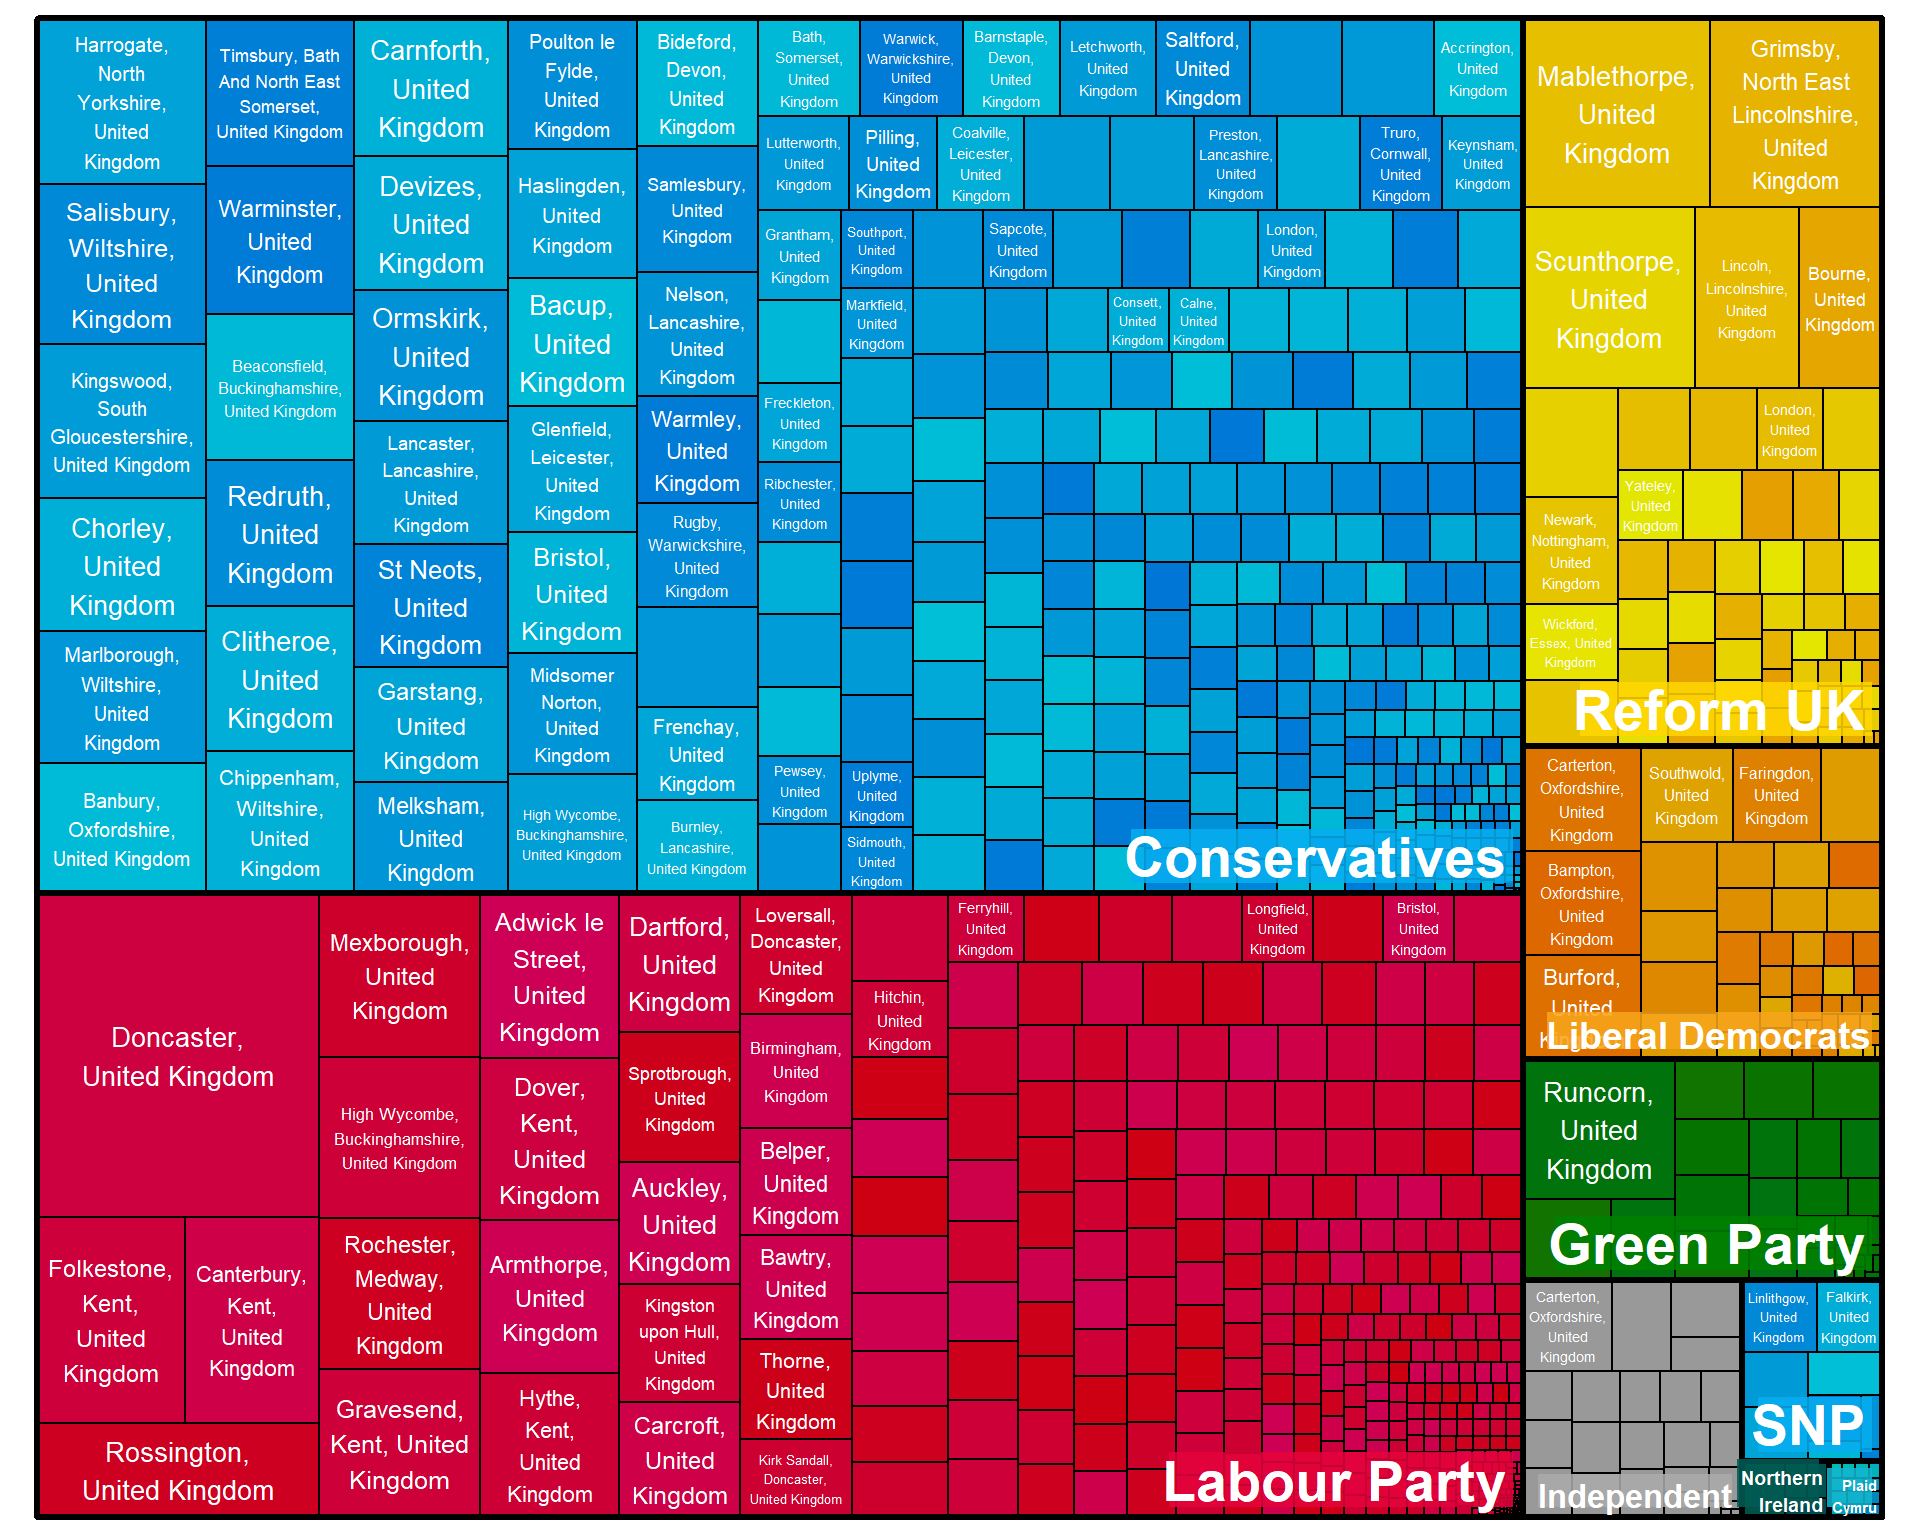 Harrogate,
North
Yorkshire,
United
Kingdom
Salisbury,
Wiltshire,
United
Kingdom
Kingswood,
South
Gloucestershire,
United Kingdom
Chorley,
United
Kingdom
Marlborough,
Wiltshire,
United
Kingdom
Banbury,
Oxfordshire,
United Kingdom
Timsbury, Bath
And North East
Somerset,
United Kingdom
Warminster,
United
Kingdom
Beaconsfield,
Buckinghamshire,
United Kingdom
Redruth,
United
Kingdom
Clitheroe,
United
Kingdom
Chippenham,
Wiltshire,
United
Kingdom
Carnforth,
United
Kingdom
Devizes,
United
Kingdom
Ormskirk,
United
Kingdom
Lancaster,
Lancashire,
United
Kingdom
St Neots,
United
Kingdom
Garstang,
United
Kingdom
Melksham,
United
Kingdom
Poulton le
Fylde,
United
Kingdom
Haslingden,
United
Kingdom
Bacup,
United
Kingdom
Glenfield,
Leicester,
United
Kingdom
Bristol,
United
Kingdom
Midsomer
Norton,
United
Kingdom
High Wycombe,
Buckinghamshire,
United Kingdom
Bideford,
Devon,
United
Kingdom
Samlesbury,
United
Kingdom
Nelson,
Lancashire,
United
Kingdom
Warmley,
United
Kingdom
Rugby,
Warwickshire,
United
Kingdom
Frenchay,
United
Kingdom
Burnley,
Lancashire,
United Kingdom
Bath,
Somerset,
United
Kingdom
Warwick,
Warwickshire,
United
Kingdom
Barnstaple,
Devon,
United
Kingdom
Letchworth,
United
Kingdom
Saltford,
United
Kingdom
Accrington,
United
Kingdom
Lutterworth,
United
Kingdom
Pilling,
United
Kingdom
Coalville,
Leicester,
United
Kingdom
Preston,
Lancashire,
United
Kingdom
Truro,
Cornwall,
United
Kingdom
Keynsham,
United
Kingdom
Grantham,
United
Kingdom
Freckleton,
United
Kingdom
Ribchester,
United
Kingdom
Pewsey,
United
Kingdom
Southport,
United
Kingdom
Sapcote,
United
Kingdom
London,
United
Kingdom
Markfield,
United
Kingdom
Consett,
United
Kingdom
Calne,
United
Kingdom
Uplyme,
United
Kingdom
Sidmouth,
United
Kingdom
Conservatives
Doncaster,
United Kingdom
Folkestone,
Kent,
United
Kingdom
Canterbury,
Kent,
United
Kingdom
Rossington,
United Kingdom
Mexborough,
United
Kingdom
High Wycombe,
Buckinghamshire,
United Kingdom
Rochester,
Medway,
United
Kingdom
Gravesend,
Kent, United
Kingdom
Adwick le
Street,
United
Kingdom
Dover,
Kent,
United
Kingdom
Armthorpe,
United
Kingdom
Hythe,
Kent,
United
Kingdom
Dartford,
United
Kingdom
Sprotbrough,
United
Kingdom
Auckley,
United
Kingdom
Kingston
upon Hull,
United
Kingdom
Carcroft,
United
Kingdom
Loversall,
Doncaster,
United
Kingdom
Birmingham,
United
Kingdom
Belper,
United
Kingdom
Bawtry,
United
Kingdom
Thorne,
United
Kingdom
Kirk Sandall,
Doncaster,
United Kingdom
Hitchin,
United
Kingdom
Ferryhill,
United
Kingdom
Longfield,
United
Kingdom
Bristol,
United
Kingdom
Labour Party
Mablethorpe,
United
Kingdom
Grimsby,
North East
Lincolnshire,
United
Kingdom
Scunthorpe,
United
Kingdom
Lincoln,
Lincolnshire,
United
Kingdom
Bourne,
United
Kingdom
London,
United
Kingdom
Yateley,
United
Kingdom
Newark,
Nottingham,
United
Kingdom
Wickford,
Essex, United
Kingdom
Reform UK
Carterton,
Oxfordshire,
United
Kingdom
Southwold,
United
Kingdom
Faringdon,
United
Kingdom
Bampton,
Oxfordshire,
United
Kingdom
Burford,
United
Liberal Democrats
Runcorn,
United
Kingdom
Green Party
Carterton,
Oxfordshire,
United
Kingdom
Independent
Linlithgow,
United
Kingdom
Falkirk,
United
Kingdom
SNP
Northern
Ireland
Plaid
Cymru